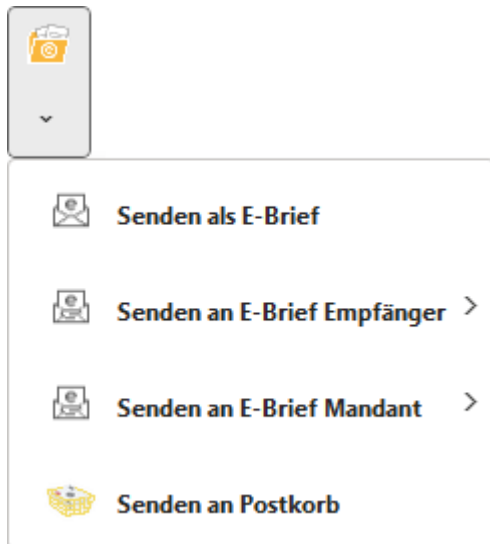 Senden als E-Brief
Senden an E-Brief Empfänger
Senden an E-Brief Mandant
Senden an Postkorb